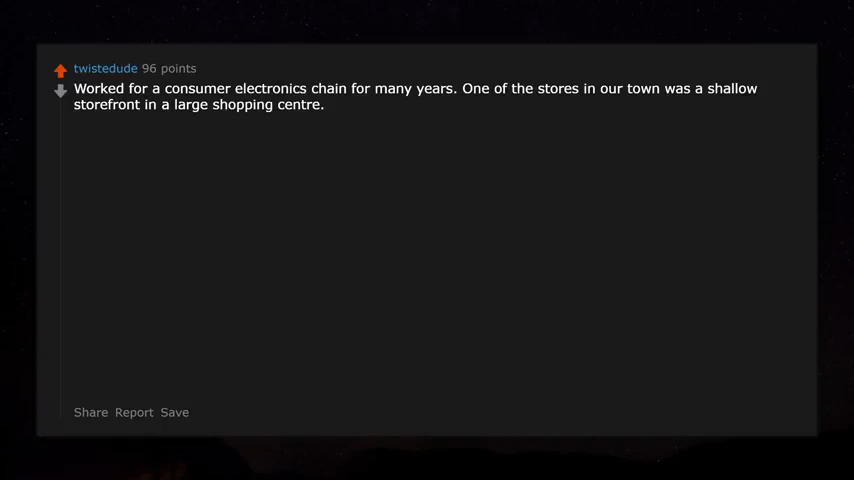 twistedude 96 points
Worked for a consumer electronics chain for many years. One of the stores in our town was a shallow
storefront in a large shopping centre.
Share Report Save